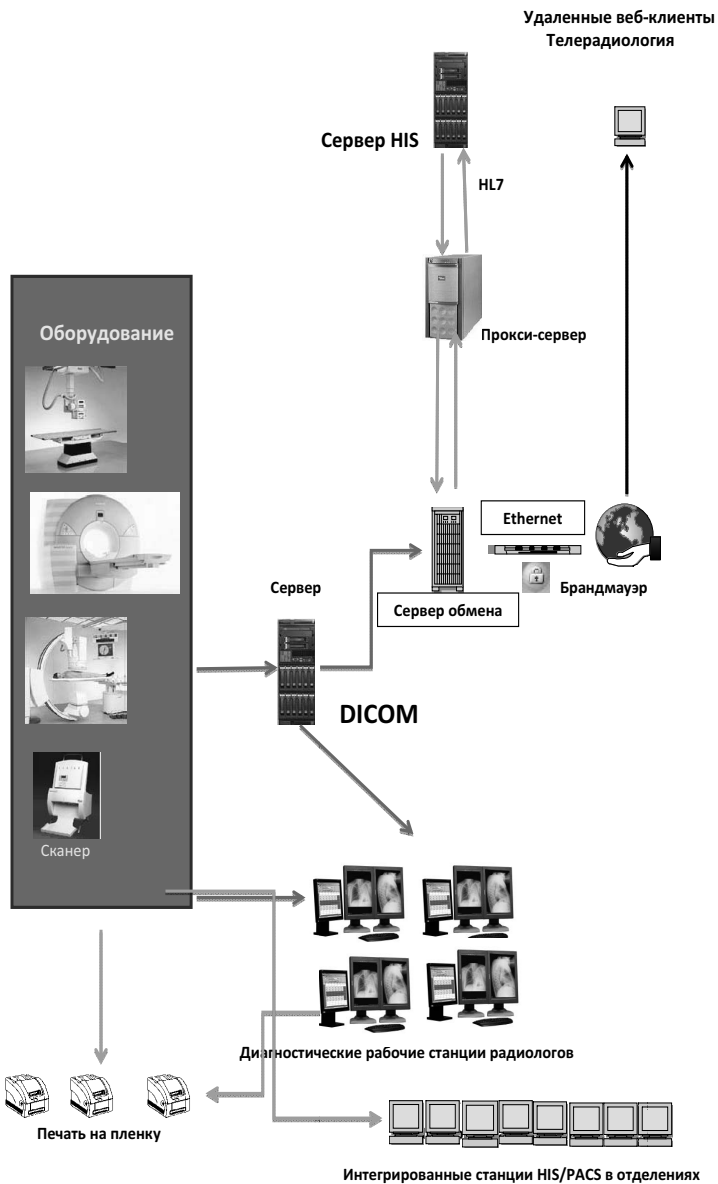 Удаленные веб-клиенты
Телерадиология
Сервер HIS
HL7
Прокси-сервер
Оборудование
Ethernet
Сервер
Сервер обмена
Брандмауэр
DICOM
Сканер
Диагностические рабочие станции радиологов
Печать на пленку
Интегрированные станции HIS/PACS в отделениях